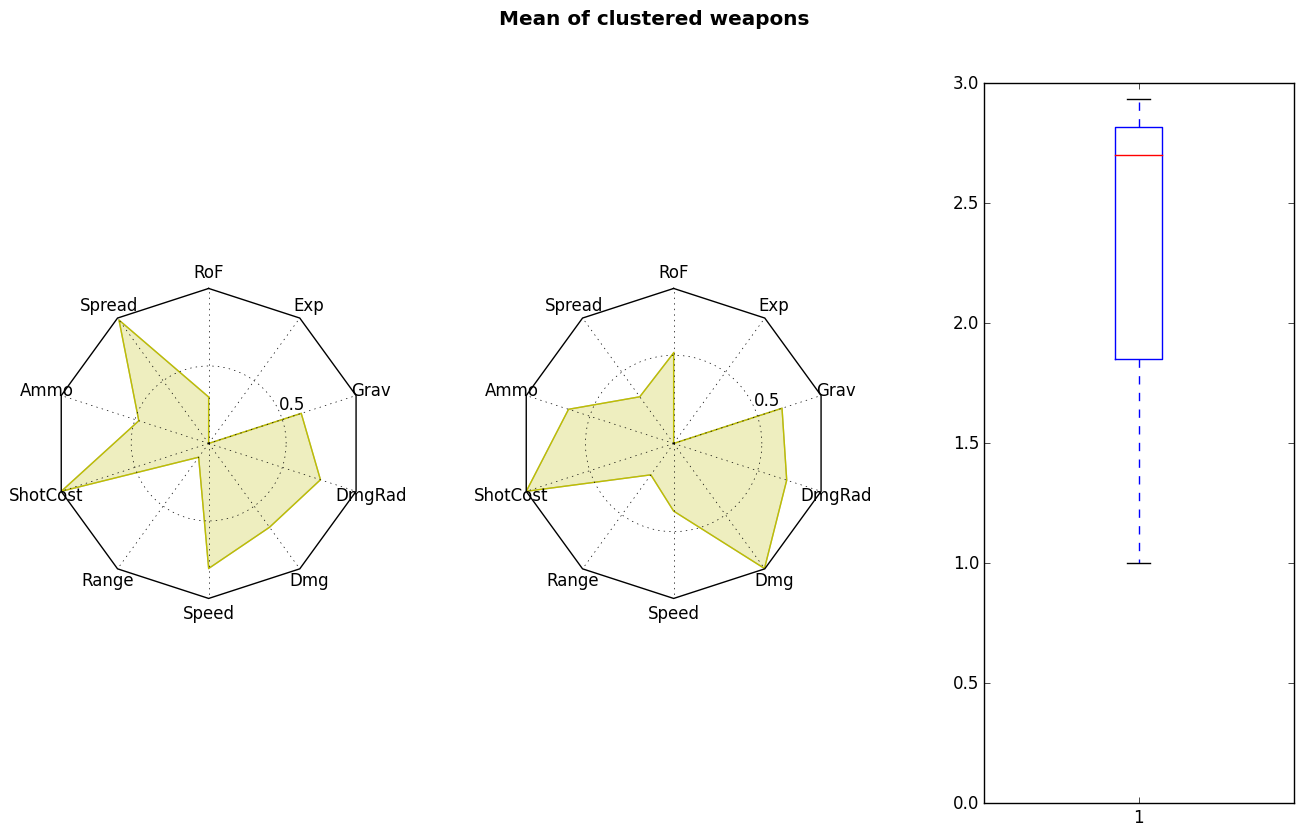 Mean of clustered weapons
RoF
Spread
Exp
Ammo
Grav
0.5
ShotCost
DmgRad
Range
Dmg
Speed
RoF
Spread
Exp
Ammo
Grav
0.5
ShotCost
DmgRad
Range
Dmg
Speed
3.0
2.5
2.0
1.5
1.0
0.5
0.0
1